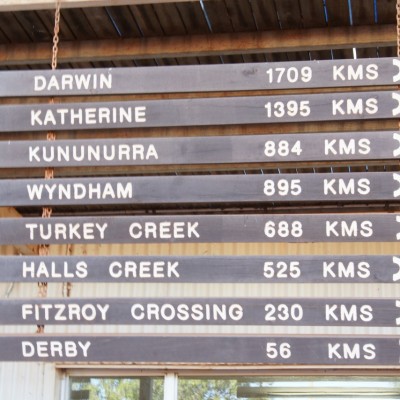 DARWIN 1709 KMS
KATHERINE 1395 KMS
KUNUNURRA 884 KMS
WYNDHAM 895 KMS
TURKEY CREEK 688 KMS
HALLS CREEK 525 KMS
FITZROY CROSSING 230 KMS
DERBY 56 KMS